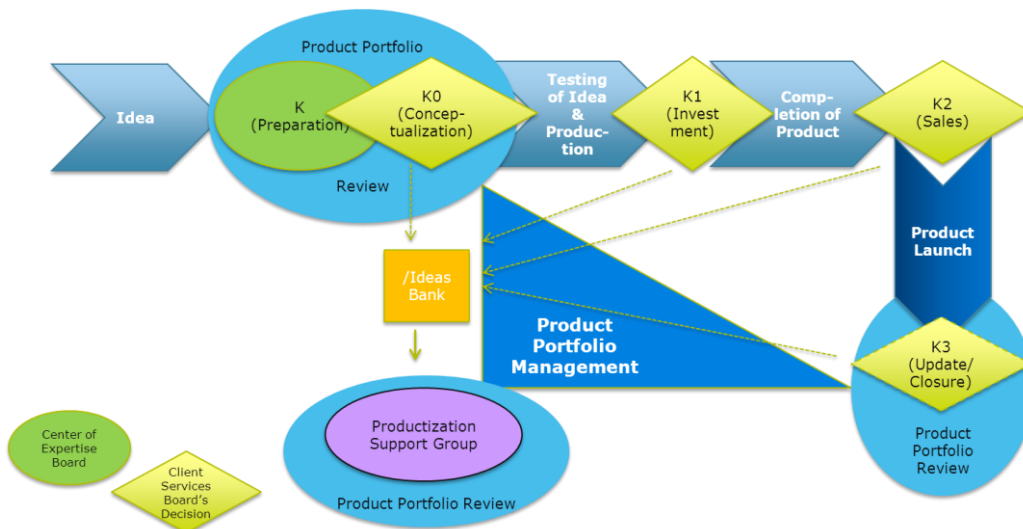 Idea
Product Portfolio
K
(Preparation)
K0
(Concep-
tualization)
Review
Testing
of Idea
&
Produc-
tion
K1
(Invest
ment)
Comp-
letion of
Product
K2
(Sales)
Product
Launch
/Ideas
Bank
Product
Portfolio
Management
K3
(Update/
Closure)
Product
Portfolio
Review
Productization
Support Group
Product Portfolio Review
Center of
Expertise
Board
Client
Services
Board's
Decision